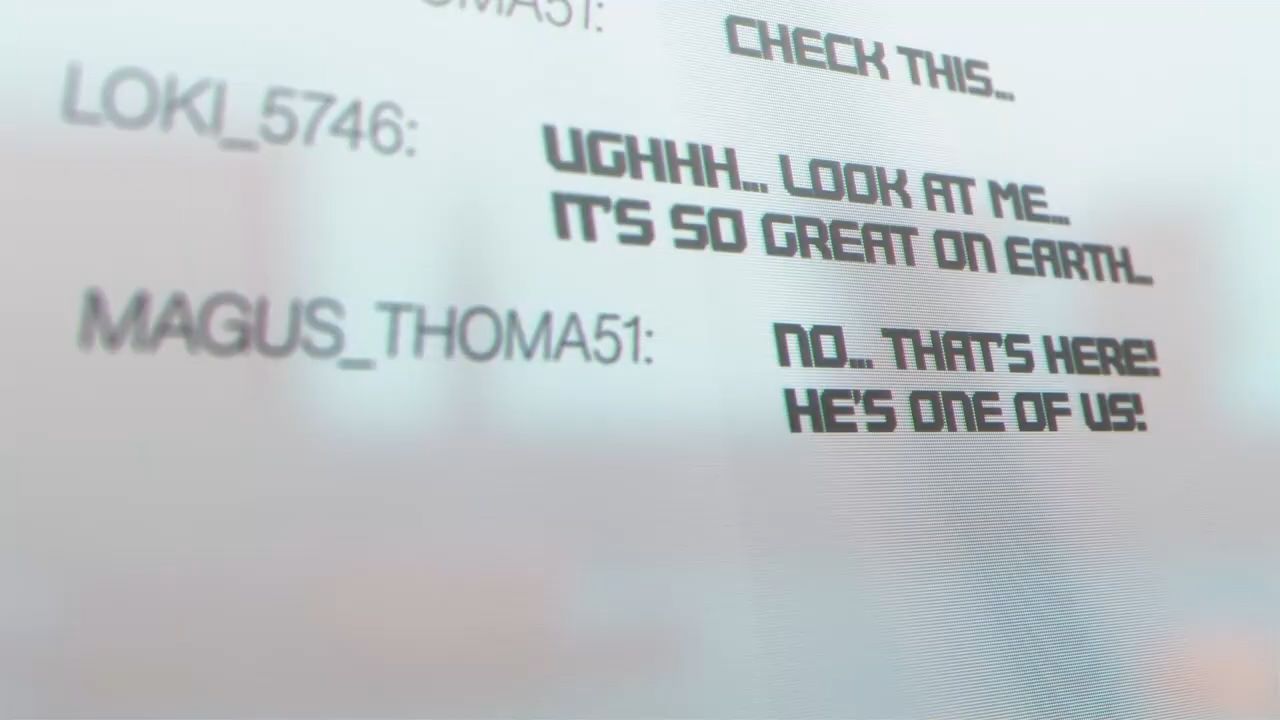 OMA51: CHECK THIS...
LOKI_5746: UGHHH... LOOK AT ME...
IT'S SO GREAT ON EARTH...
MAGUS_THOMA51: NO... THAT'S HERE!
HE'S ONE OF US!